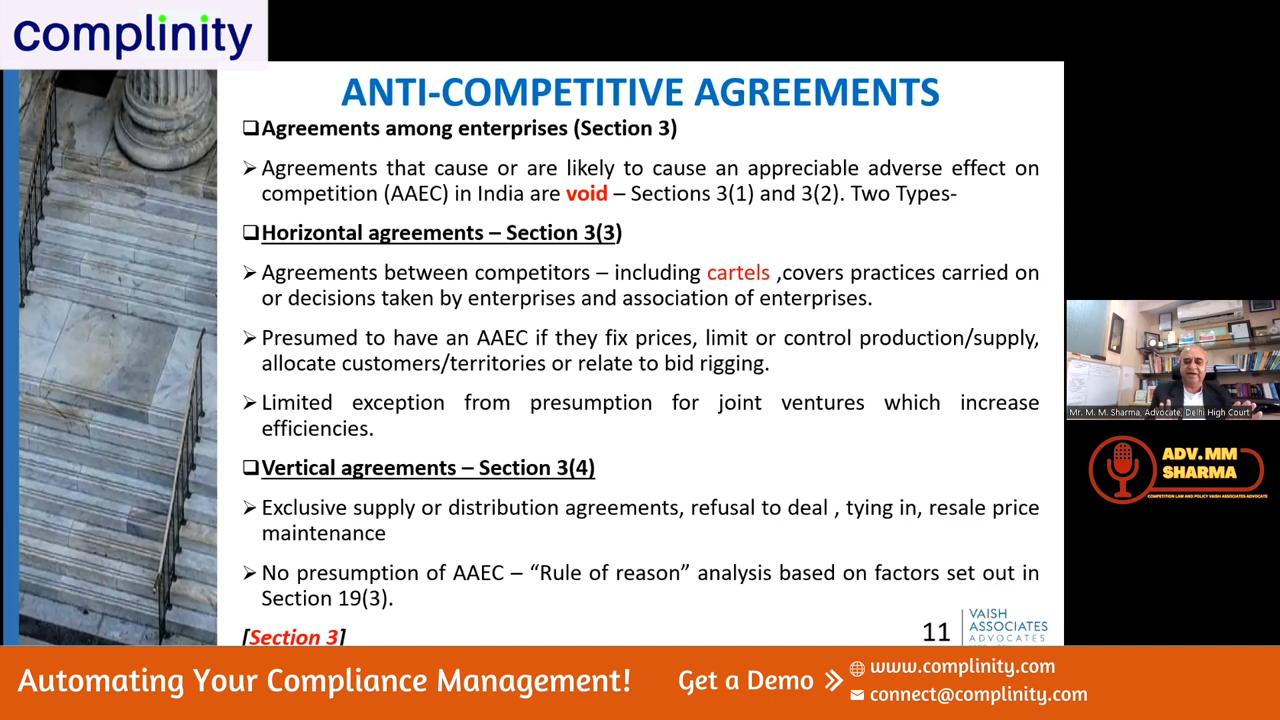 complinity
ANTI-COMPETITIVE AGREEMENTS
❑Agreements among enterprises (Section 3)
➢Agreements that cause or are likely to cause an appreciable adverse effect on
competition (AAEC) in India are void – Sections 3(1) and 3(2). Two Types-
❑Horizontal agreements – Section 3(3)
➢Agreements between competitors – including cartels ,covers practices carried on
or decisions taken by enterprises and association of enterprises.
➢Presumed to have an AAEC if they fix prices, limit or control production/supply,
allocate customers/territories or relate to bid rigging.
➢Limited exception from presumption for joint ventures which increase
efficiencies.
❑Vertical agreements – Section 3(4)
➢Exclusive supply or distribution agreements, refusal to deal , tying in, resale price
maintenance
➢No presumption of AAEC – “Rule of reason” analysis based on factors set out in
Section 19(3).
[Section 3]
11
VAISH
ASSOCIATES
ADVOCATES
Mr. M. M. Sharma, Advocate, Delhi High Court
ADV.MM
SHARMA
COMPETITION LAW AND POLICY VAISH ASSOCIATES ADVOCATE
Automating Your Compliance Management!
Get a Demo
www.complinity.com
connect@complinity.com